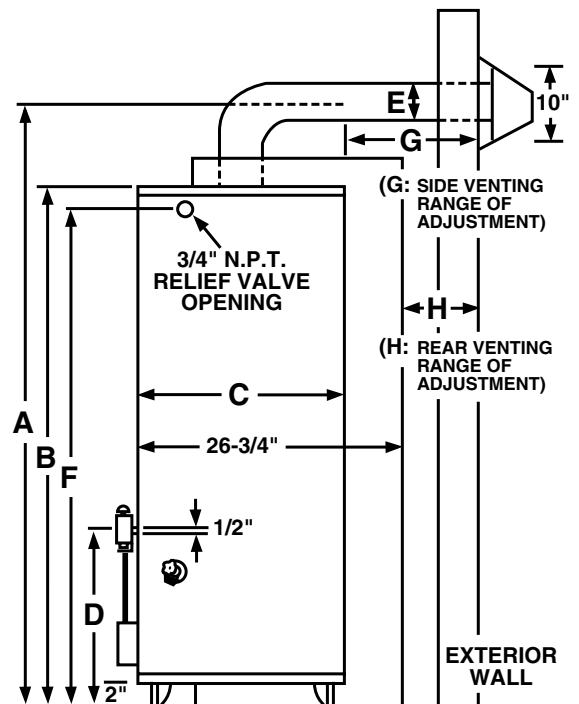 E
10"
G
(G: SIDE VENTING
RANGE OF
ADJUSTMENT)
3/4" N.P.T.
RELIEF VALVE
OPENING
H
(H: REAR VENTING
RANGE OF
ADJUSTMENT)
C
A
B
F
26-3/4"
1/2"
D
2"
EXTERIOR
WALL